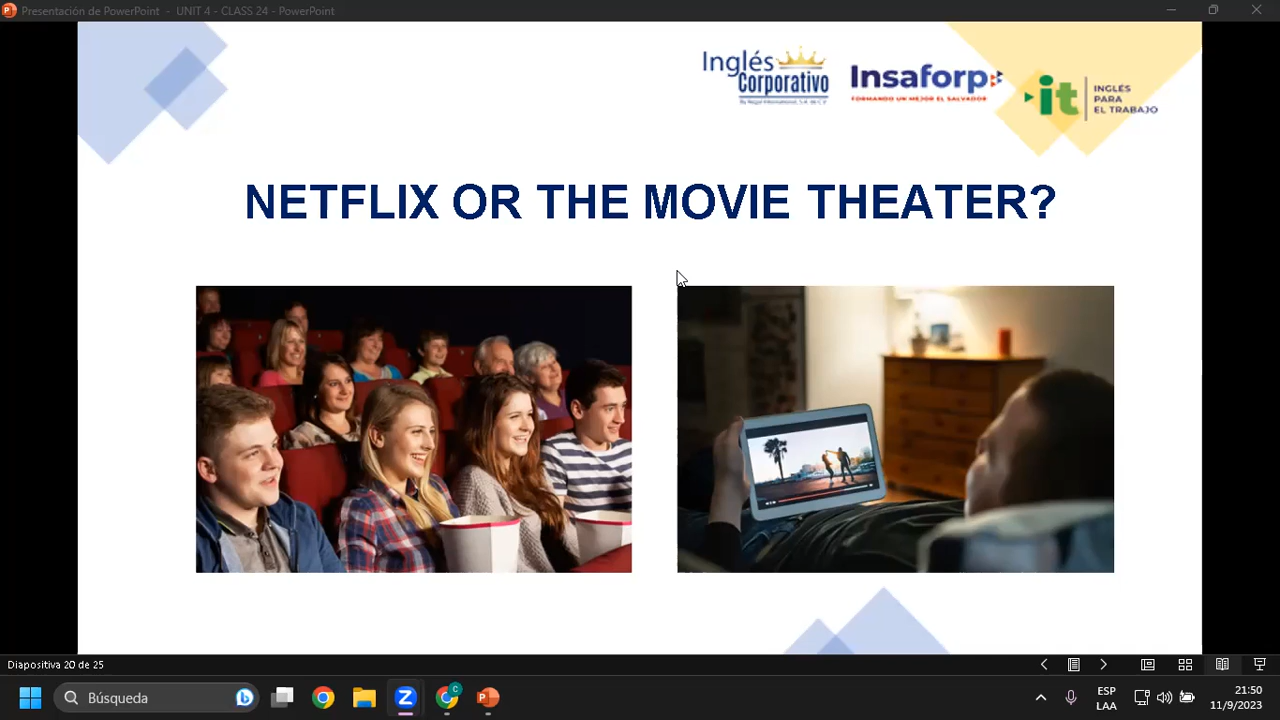 Presentación de PowerPoint - UNIT 4 - CLASS 24 - PowerPoint
Inglés
Corporativo
Insaforp
FORMANDO UN MEJOR EL SALVADOR
it
INGLÉS
PARA
EL TRABAJO
NETFLIX OR THE MOVIE THEATER?
Diapositiva 20 de 25
Búsqueda
ESP
LAA
21:50
11/9/2023